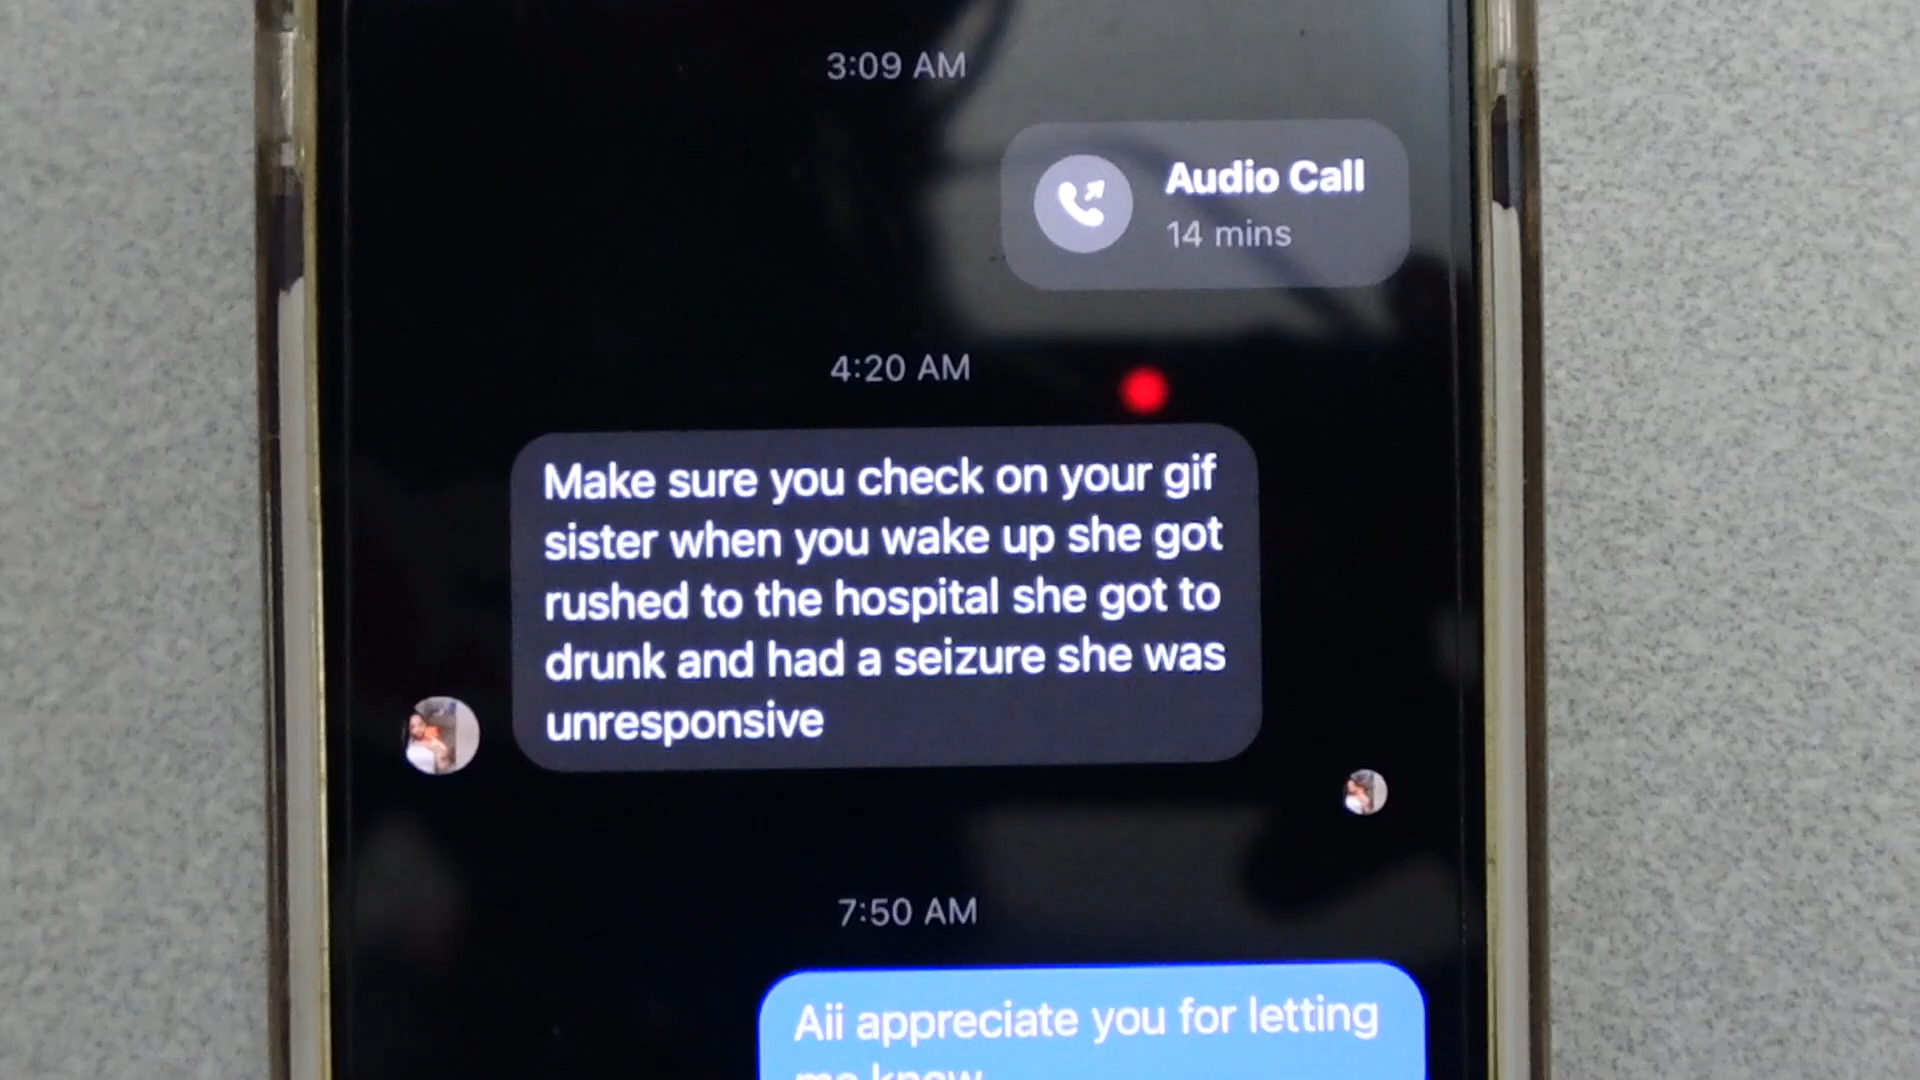 3:09 AM
Audio Call
14 mins
4:20 AM
Make sure you check on your gif
sister when you wake up she got
rushed to the hospital she got to
drunk and had a seizure she was
unresponsive
7:50 AM
Aii appreciate you for letting
me know